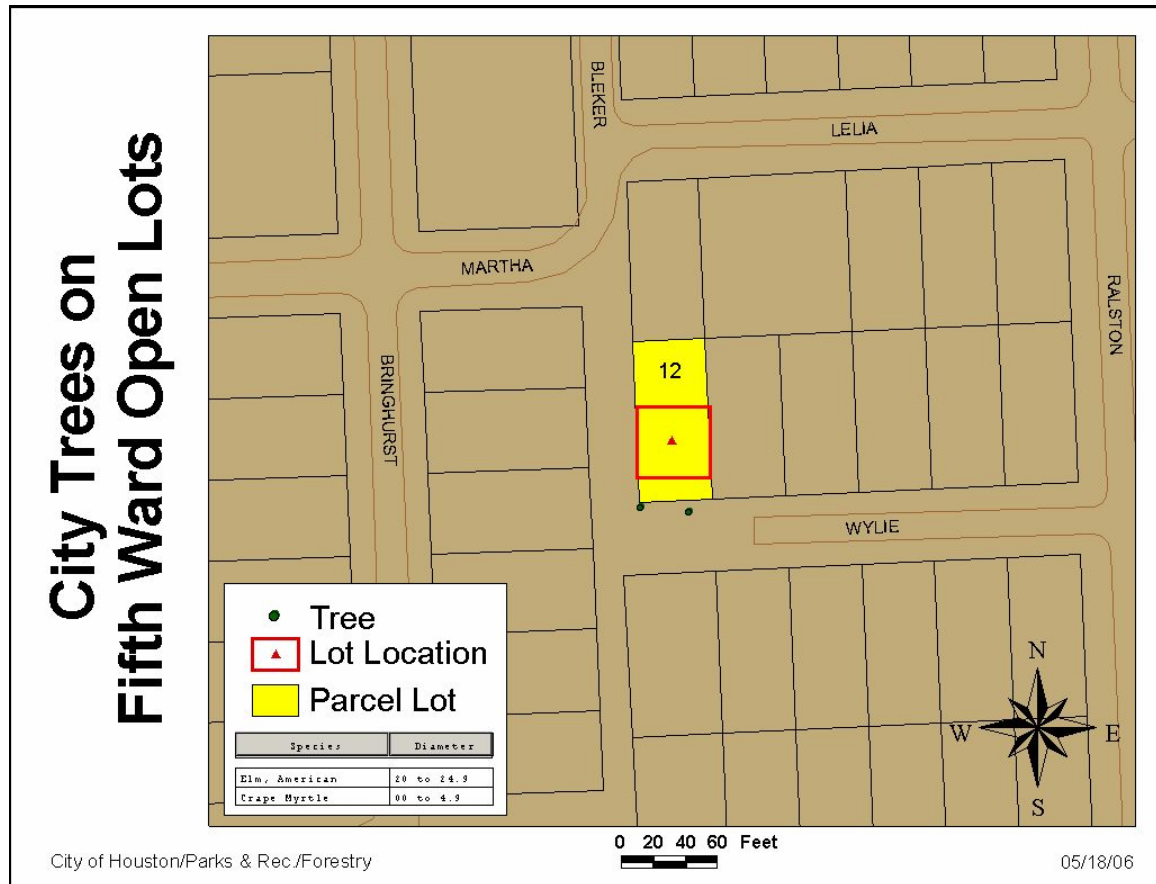 City Trees on
Fifth Ward Open Lots
BLEKER
LELIA
MARTHA
RALSTON
BRINGHURST
12
WYLIE
Tree
Lot Location
Parcel Lot
Species Diameter
Elm, American 20 to 24.9
Crape Myrtle 00 to 4.9
N
W E
S
0 20 40 60 Feet
City of Houston/Parks & Rec./Forestry
05/18/06